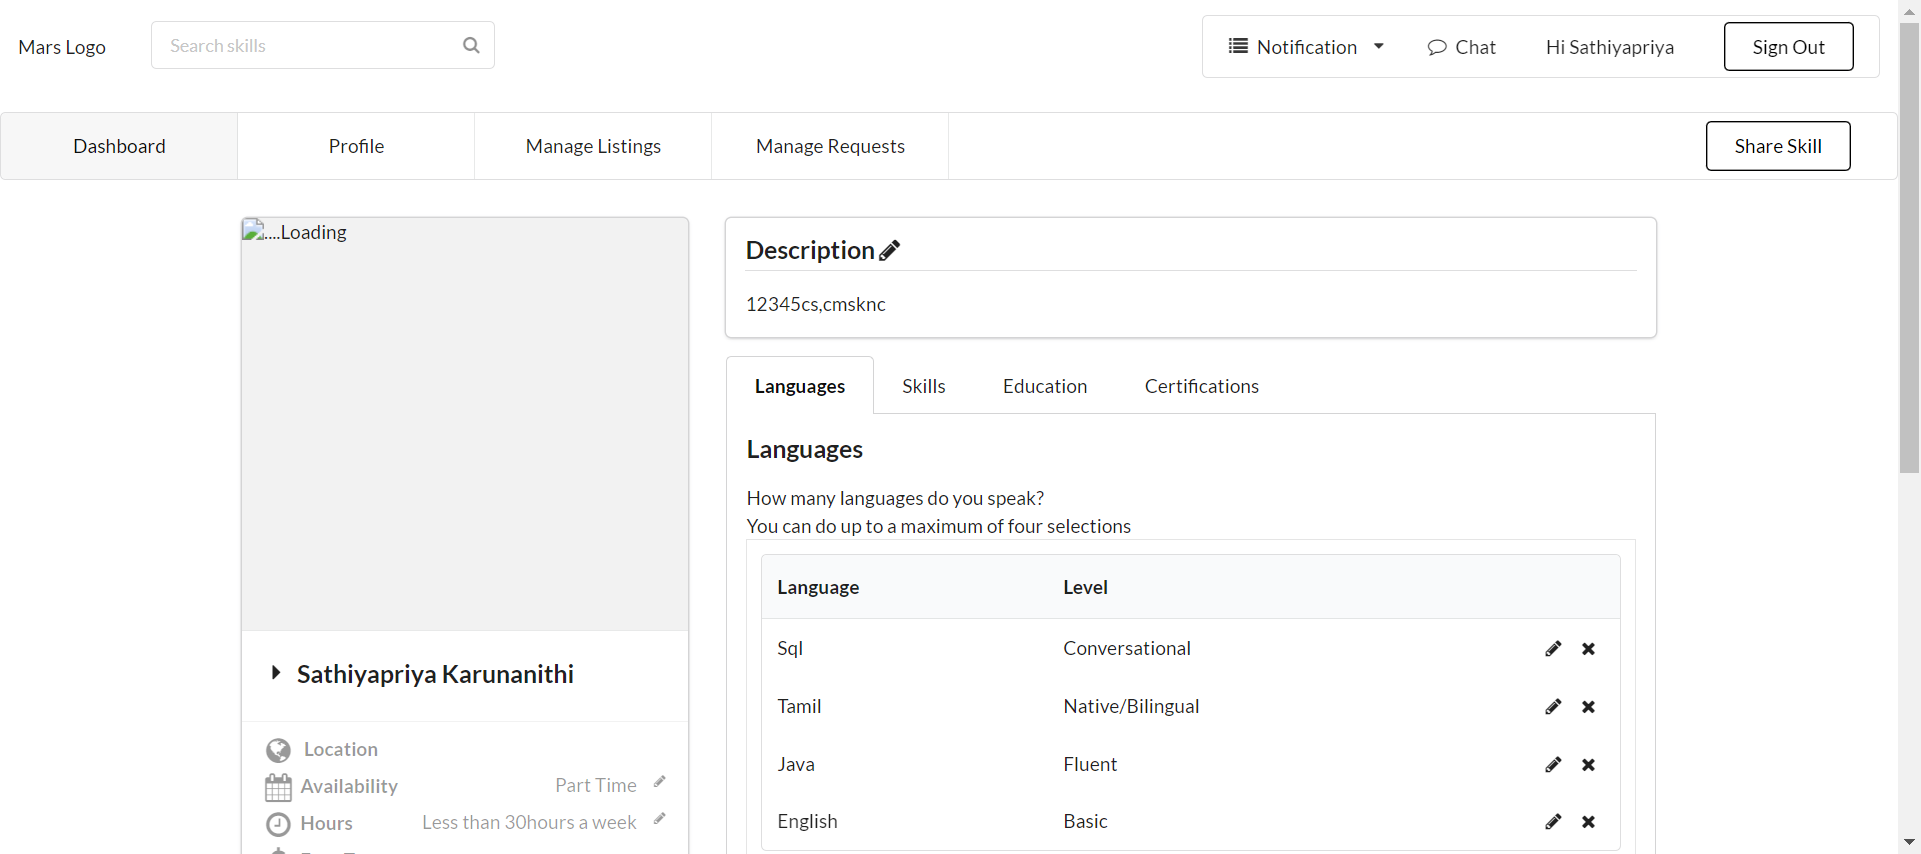 Mars Logo
Search skills
Notification
Chat
Hi Sathiyapriya
Sign Out
Dashboard
Profile
Manage Listings
Manage Requests
Share Skill
....Loading
Sathiyapriya Karunanithi
Location
Availability Part Time
Hours Less than 30hours a week
Description
12345cs,cmsknc
Languages Skills Education Certifications
Languages
How many languages do you speak?
You can do up to a maximum of four selections
Language Level
Sql Conversational
Tamil Native/Bilingual
Java Fluent
English Basic